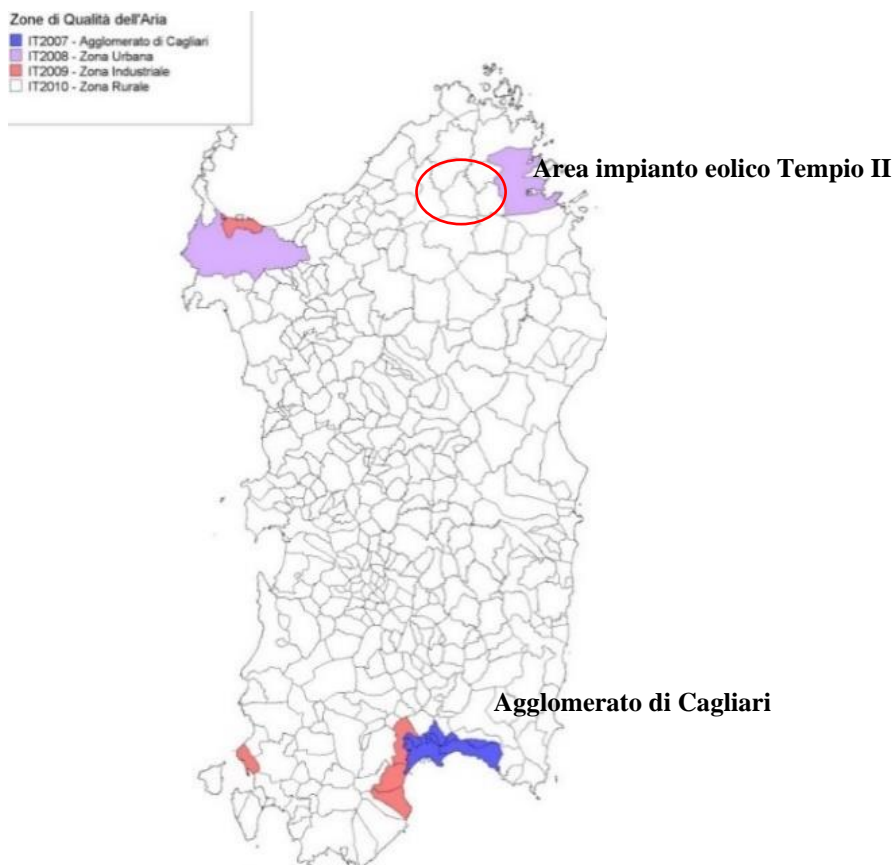 Zone di Qualità dell'Aria
IT2007 - Agglomerato di Cagliari
IT2008 - Zona Urbana
IT2009 - Zona Industriale
IT2010 - Zona Rurale
Area impianto eolico Tempio II
Agglomerato di Cagliari